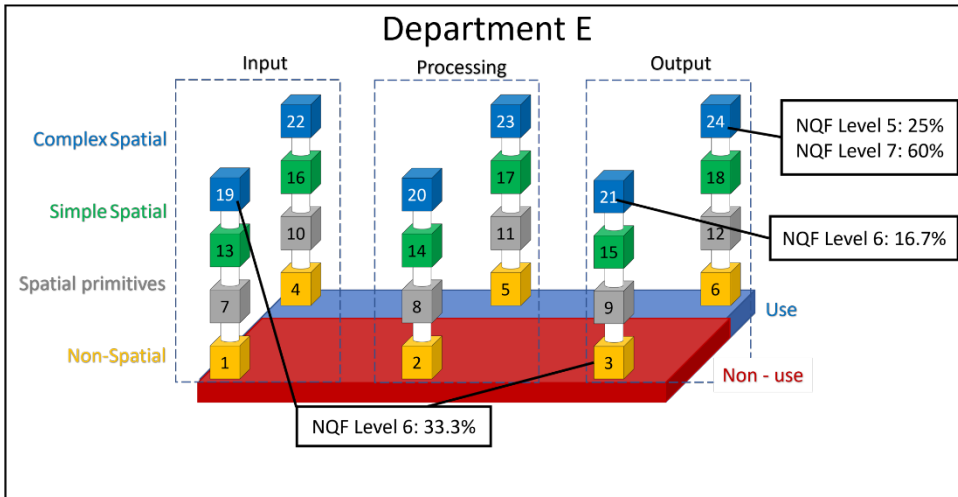 Department E
Input
Processing
Output
22
23
24
NQF Level 5: 25%
NQF Level 7: 60%
Complex Spatial
16
17
18
19
20
21
Simple Spatial
10
11
12
NQF Level 6: 16.7%
13
14
15
Spatial primitives
4
5
6
7
8
9
Use
Non-Spatial
1
2
3
Non - use
NQF Level 6: 33.3%